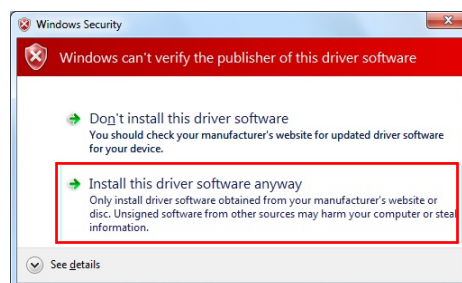 Windows Security
Windows can't verify the publisher of this driver software
Don't install this driver software
You should check your manufacturer's website for updated driver software
for your device.
Install this driver software anyway
Only install driver software obtained from your manufacturer's website or
disc. Unsigned software from other sources may harm your computer or steal
information.
See details